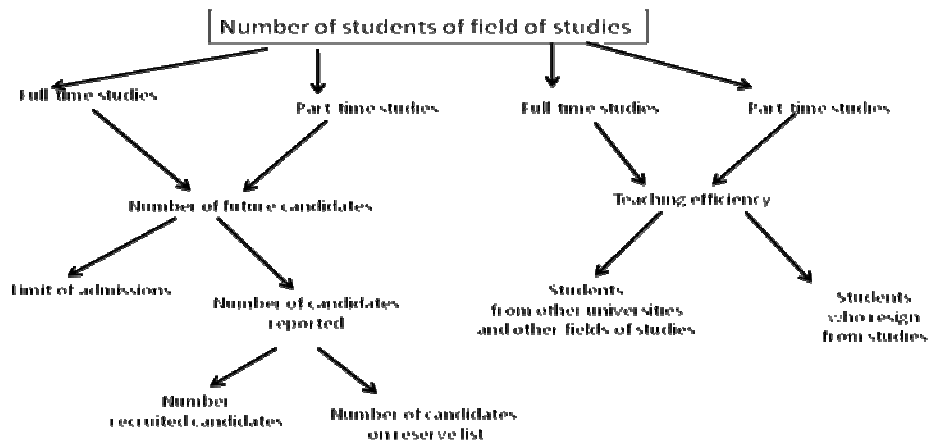 Number of students of field of studies
Full time studies
Part time studies
Full time studies
Part time studies
Number of future candidates
Teaching efficiency
Limit of admissions
Number of candidates
reported
Students
from other universities
and other fields of studies
Students
who resign
from studies
Number
recruited candidates
Number of candidates
on reserve list